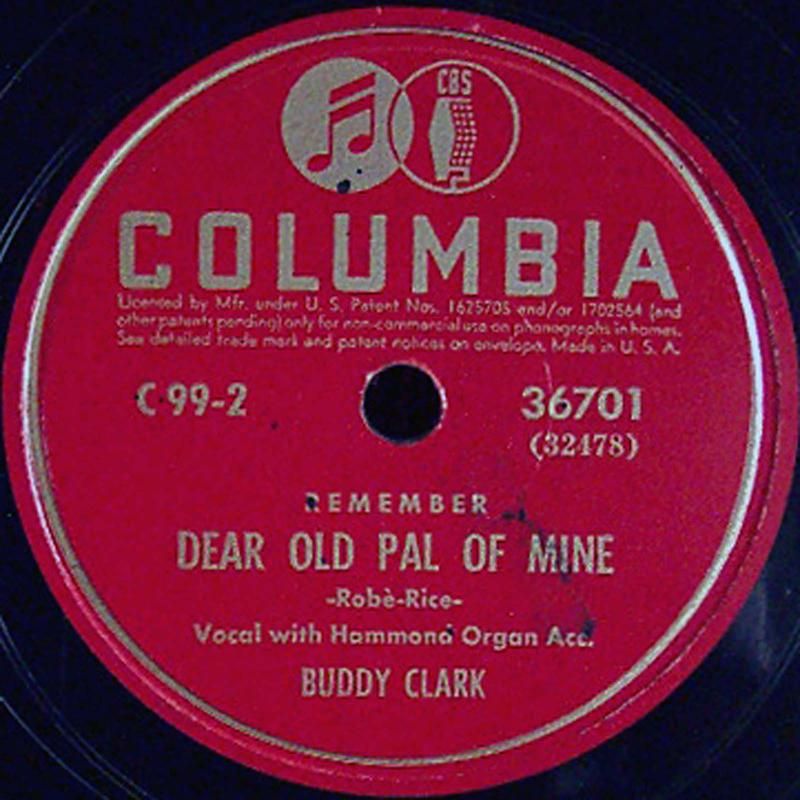 CBS
COLUMBIA
Licensed by Mfr. under U. S. Patent Nos. 1625705 and/or 1702564 (and
other patents pending) only for non-commercial use on phonographs in homes.
See detailed trade mark and patent notices on envelope. Made in U. S. A.
C 99-2 36701
(32478)
REMEMBER
DEAR OLD PAL OF MINE
-Robè-Rice-
Vocal with Hammond Organ Acc.
BUDDY CLARK